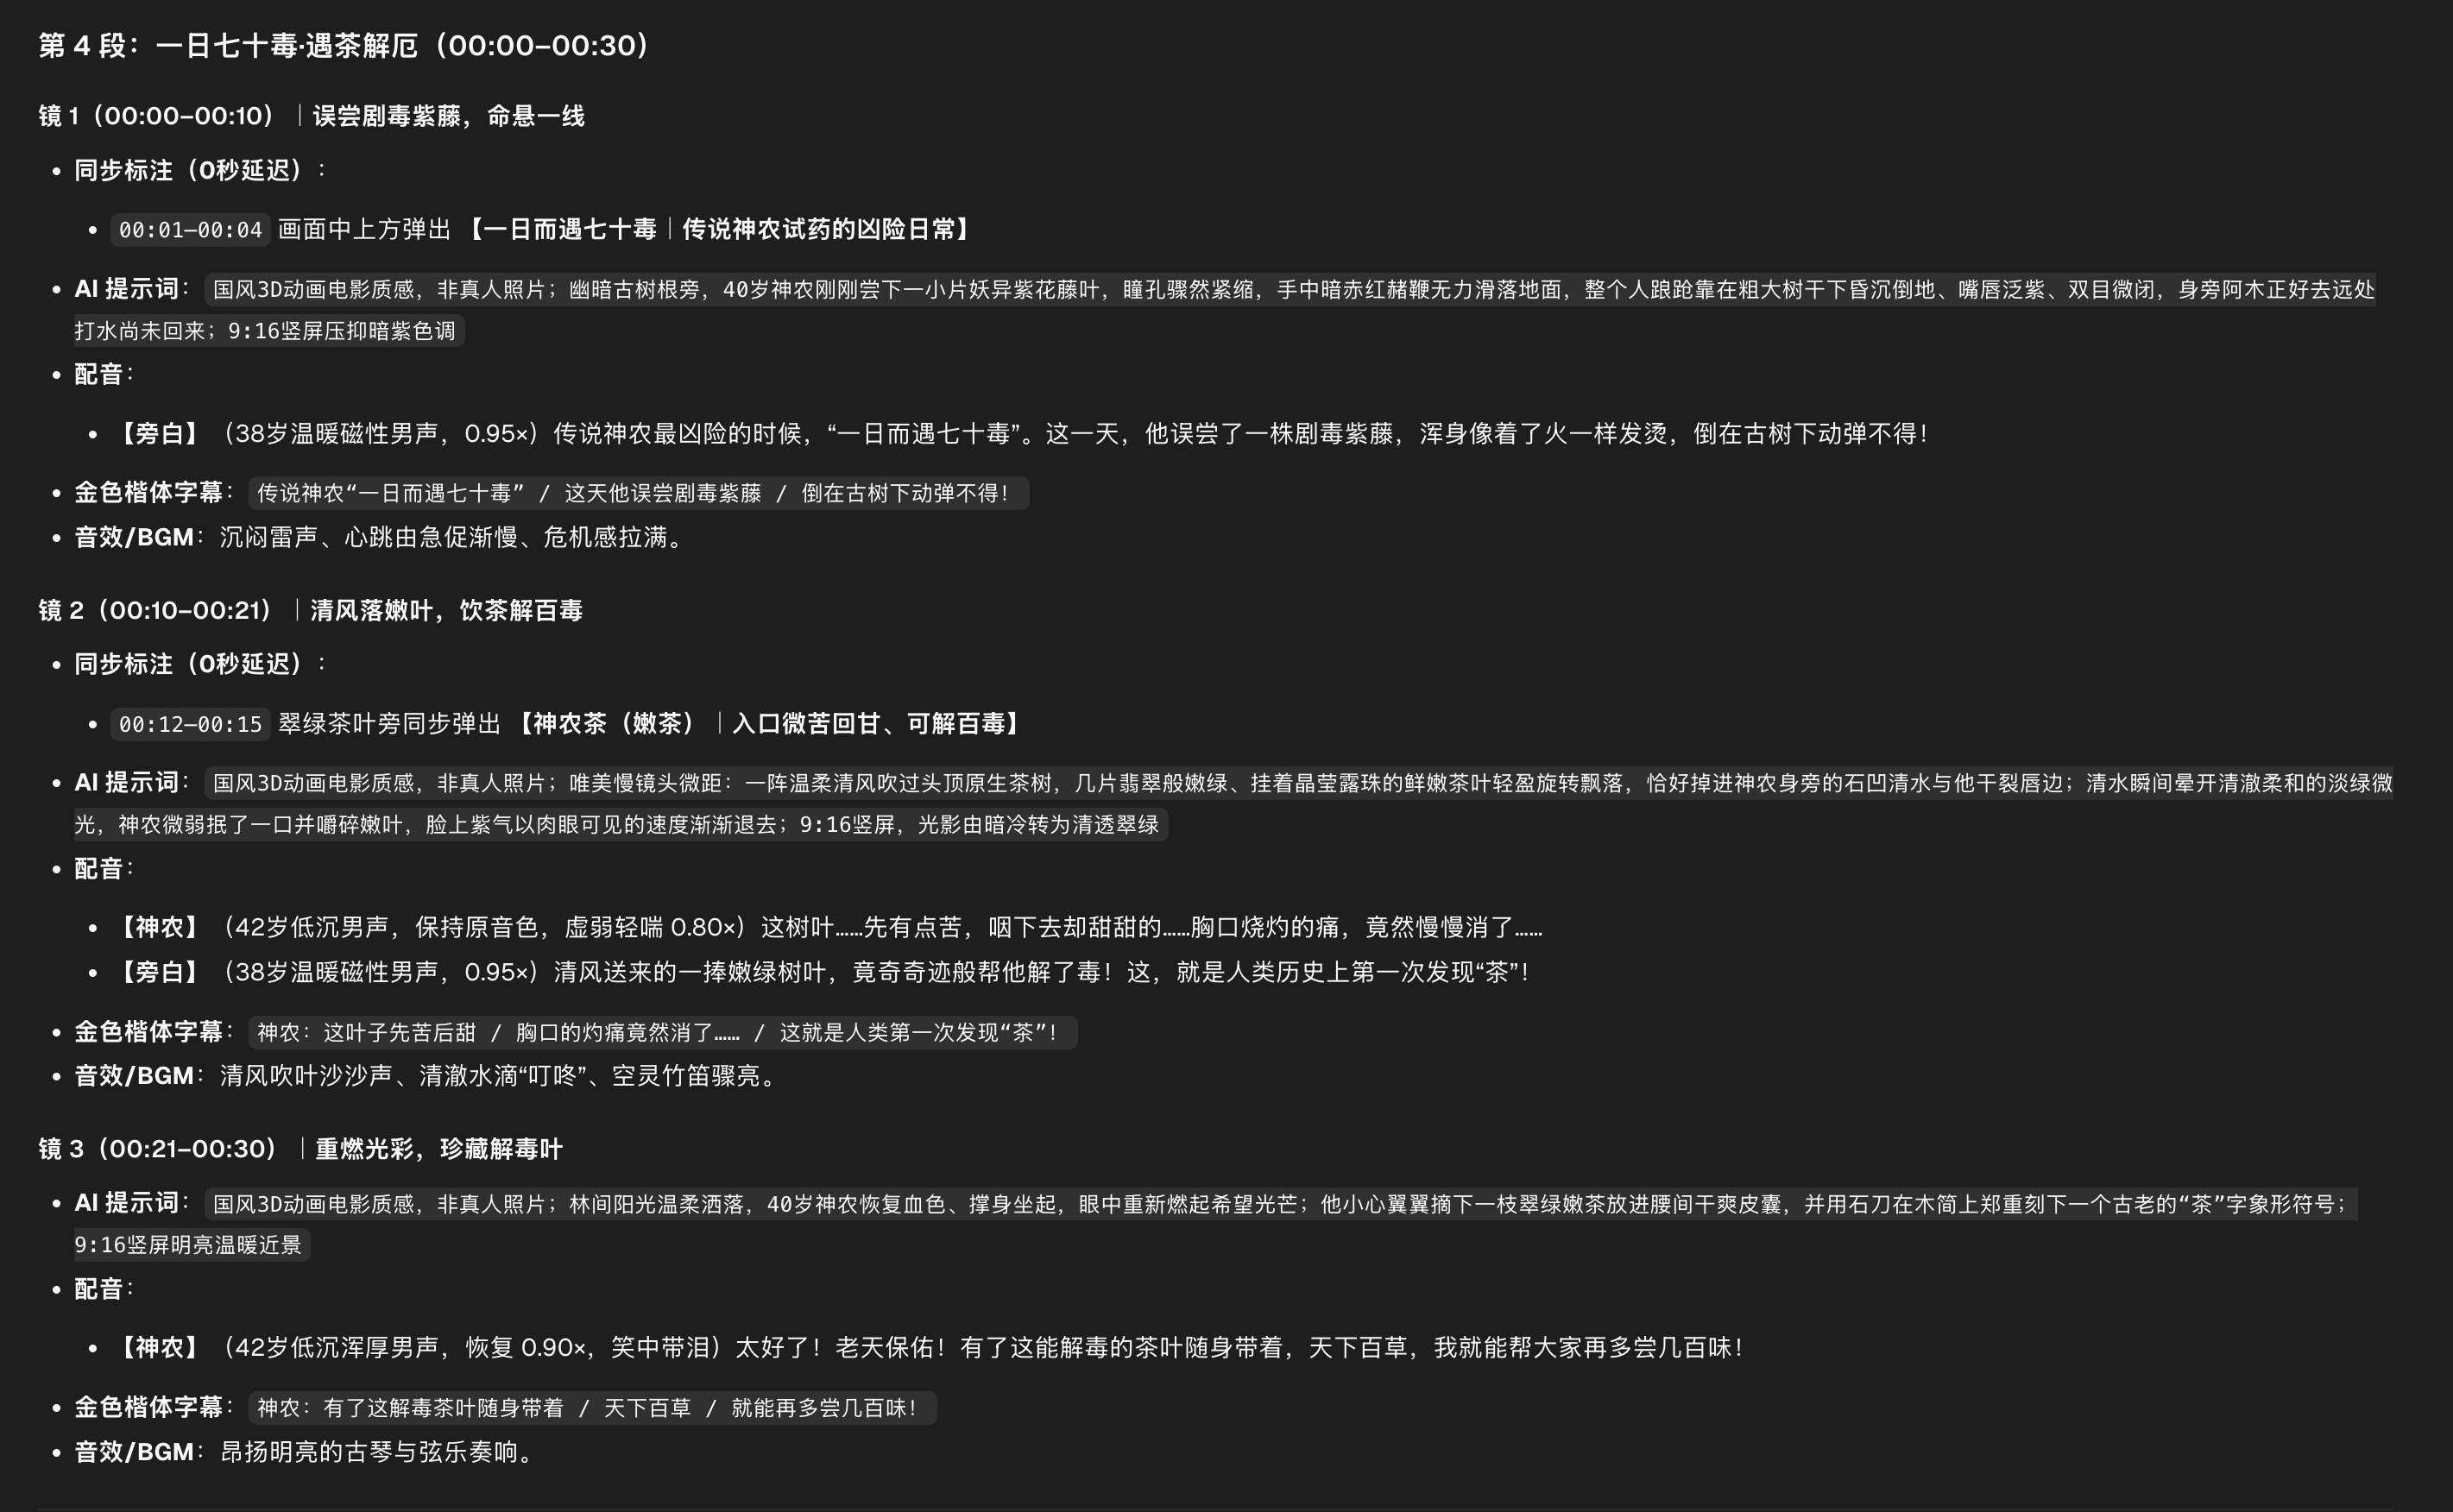 第 4 段：一日七十毒·遇茶解厄（00:00–00:30）
镜 1（00:00–00:10）｜误尝剧毒紫藤，命悬一线
• 同步标注（0秒延迟）：
• 00:01–00:04 画面中上方弹出 【一日而遇七十毒｜传说神农试药的凶险日常】
• AI 提示词： 国风3D动画电影质感，非真人照片；幽暗古树根旁，40岁神农刚刚尝下一小片妖异紫花藤叶，瞳孔骤然紧缩，手中暗赤红赭鞭无力滑落地面，整个人踉跄靠在粗大树干下昏沉倒地、嘴唇泛紫、双目微闭，身旁阿木正好去远处
打水尚未回来；9:16竖屏压抑暗紫色调
• 配音：
• 【旁白】（38岁温暖磁性男声，0.95×）传说神农最凶险的时候，“一日而遇七十毒”。这一天，他误尝了一株剧毒紫藤，浑身像着了火一样发烫，倒在古树下动弹不得！
• 金色楷体字幕： 传说神农“一日而遇七十毒” / 这天他误尝剧毒紫藤 / 倒在古树下动弹不得！
• 音效/BGM：沉闷雷声、心跳由急促渐慢、危机感拉满。
镜 2（00:10–00:21）｜清风落嫩叶，饮茶解百毒
• 同步标注（0秒延迟）：
• 00:12–00:15 翠绿茶叶旁同步弹出 【神农茶（嫩茶）｜入口微苦回甘、可解百毒】
• AI 提示词： 国风3D动画电影质感，非真人照片；唯美慢镜头微距：一阵温柔清风吹过头顶原生茶树，几片翡翠般嫩绿、挂着晶莹露珠的鲜嫩茶叶轻盈旋转飘落，恰好掉进神农身旁的石凹清水与他干裂唇边；清水瞬间晕开清澈柔和的淡绿微
光，神农微弱抿了一口并嚼碎嫩叶，脸上紫气以肉眼可见的速度渐渐退去；9:16竖屏，光影由暗冷转为清透翠绿
• 配音：
• 【神农】（42岁低沉男声，保持原音色，虚弱轻喘 0.80×）这树叶……先有点苦，咽下去却甜甜的……胸口烧灼的痛，竟然慢慢消了……
• 【旁白】（38岁温暖磁性男声，0.95×）清风送来的一捧嫩绿树叶，竟奇奇迹般帮他解了毒！这，就是人类历史上第一次发现“茶”！
• 金色楷体字幕： 神农：这叶子先苦后甜 / 胸口的灼痛竟然消了…… / 这就是人类第一次发现“茶”！
• 音效/BGM：清风吹叶沙沙声、清澈水滴“叮咚”、空灵竹笛骤亮。
镜 3（00:21–00:30）｜重燃光彩，珍藏解毒叶
• AI 提示词： 国风3D动画电影质感，非真人照片；林间阳光温柔洒落，40岁神农恢复血色、撑身坐起，眼中重新燃起希望光芒；他小心翼翼摘下一枝翠绿嫩茶放进腰间干爽皮囊，并用石刀在木简上郑重刻下一个古老的“茶”字象形符号；
9:16竖屏明亮温暖近景
• 配音：
• 【神农】（42岁低沉浑厚男声，恢复 0.90×，笑中带泪）太好了！老天保佑！有了这能解毒的茶叶随身带着，天下百草，我就能帮大家再多尝几百味！
• 金色楷体字幕： 神农：有了这解毒茶叶随身带着 / 天下百草 / 就能再多尝几百味！
• 音效/BGM：昂扬明亮的古琴与弦乐奏响。